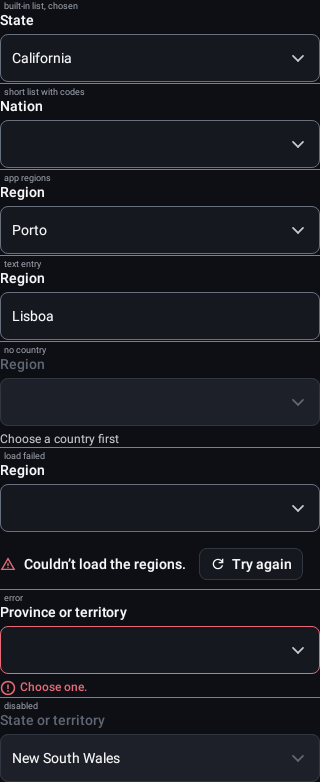 built-in list, chosen
State
California
short list with codes
Nation
app regions
Region
Porto
text entry
Region
Lisboa
no country
Region
Choose a country first
load failed
Region
Couldn’t load the regions.
Try again
error
Province or territory
Choose one.
disabled
State or territory
New South Wales